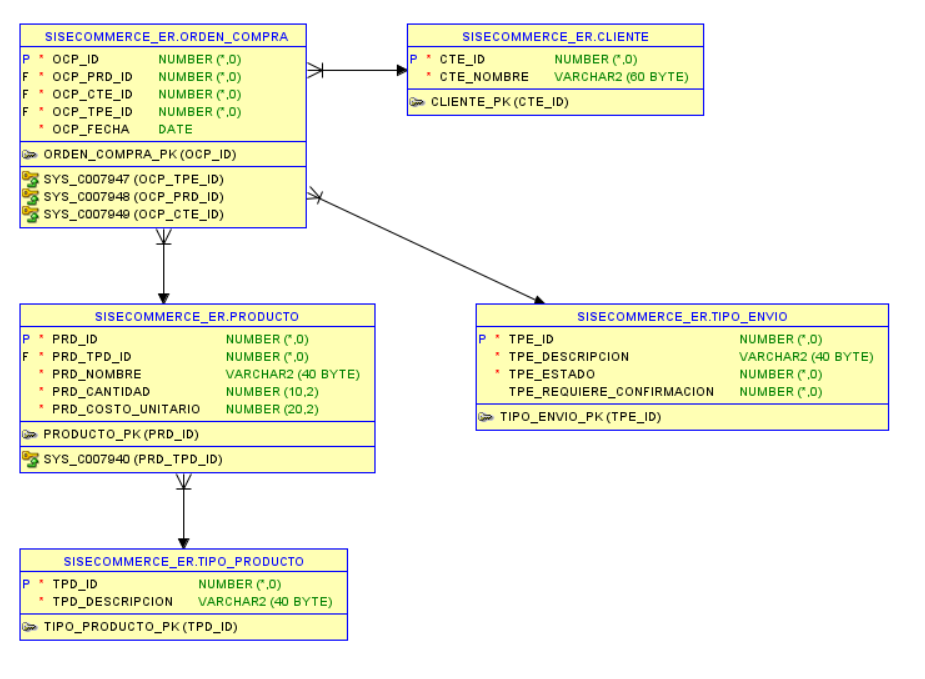 SISECOMMERCE_ER.ORDEN_COMPRA
P * OCP_ID NUMBER (*,0)
F * OCP_PRD_ID NUMBER (*,0)
F * OCP_CTE_ID NUMBER (*,0)
F * OCP_TPE_ID NUMBER (*,0)
* OCP_FECHA DATE
ORDEN_COMPRA_PK (OCP_ID)
SYS_C007947 (OCP_TPE_ID)
SYS_C007948 (OCP_PRD_ID)
SYS_C007949 (OCP_CTE_ID)
SISECOMMERCE_ER.CLIENTE
P * CTE_ID NUMBER (*,0)
* CTE_NOMBRE VARCHAR2 (60 BYTE)
CLIENTE_PK (CTE_ID)
SISECOMMERCE_ER.PRODUCTO
P * PRD_ID NUMBER (*,0)
F * PRD_TPD_ID NUMBER (*,0)
* PRD_NOMBRE VARCHAR2 (40 BYTE)
* PRD_CANTIDAD NUMBER (10,2)
* PRD_COSTO_UNITARIO NUMBER (20,2)
PRODUCTO_PK (PRD_ID)
SYS_C007940 (PRD_TPD_ID)
SISECOMMERCE_ER.TIPO_ENVIO
P * TPE_ID NUMBER (*,0)
* TPE_DESCRIPCION VARCHAR2 (40 BYTE)
* TPE_ESTADO NUMBER (*,0)
TPE_REQUIERE_CONFIRMACION NUMBER (*,0)
TIPO_ENVIO_PK (TPE_ID)
SISECOMMERCE_ER.TIPO_PRODUCTO
P * TPD_ID NUMBER (*,0)
* TPD_DESCRIPCION VARCHAR2 (40 BYTE)
TIPO_PRODUCTO_PK (TPD_ID)